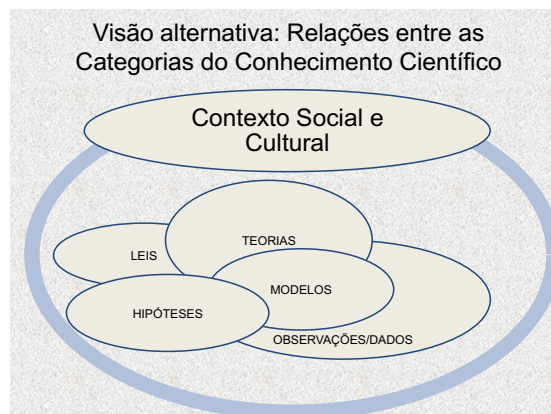 Visão alternativa: Relações entre as
Categorias do Conhecimento Científico
Contexto Social e
Cultural
TEORIAS
LEIS
MODELOS
HIPÓTESES
OBSERVAÇÕES/DADOS